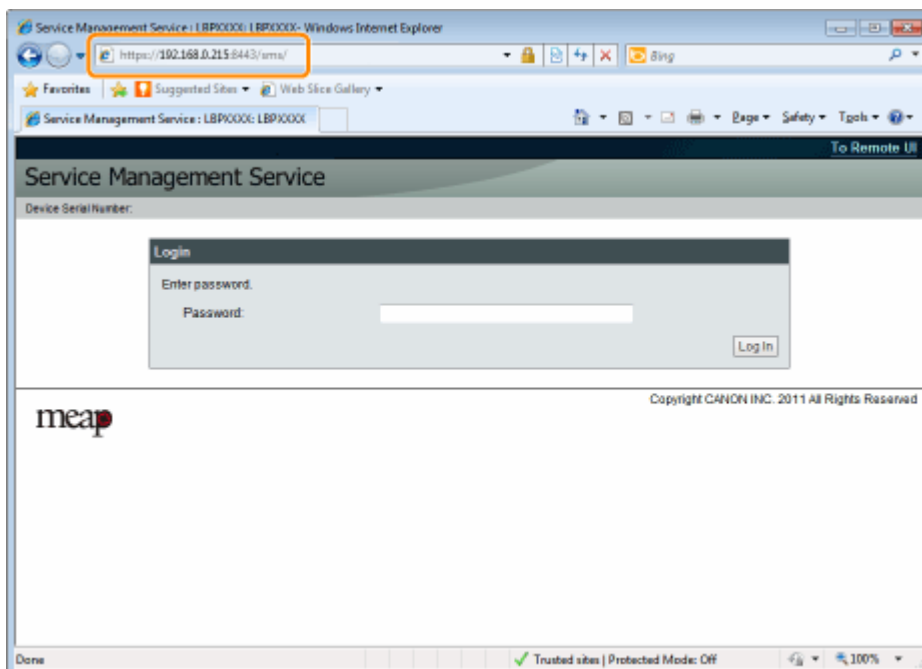 Service Management Service : LBPXXXX: LBPXXXX- Windows Internet Explorer
https://192.168.0.215:8443/sms/
Bing
Favorites Suggested Sites Web Slice Gallery
Service Management Service : LBPXXXX: LBPXXXX Page Safety Tools
To Remote UI
Service Management Service
Device Serial Number:
Login
Enter password.
Password:
Log In
Copyright CANON INC. 2011 All Rights Reserved
meap
Done Trusted sites | Protected Mode: Off 100%